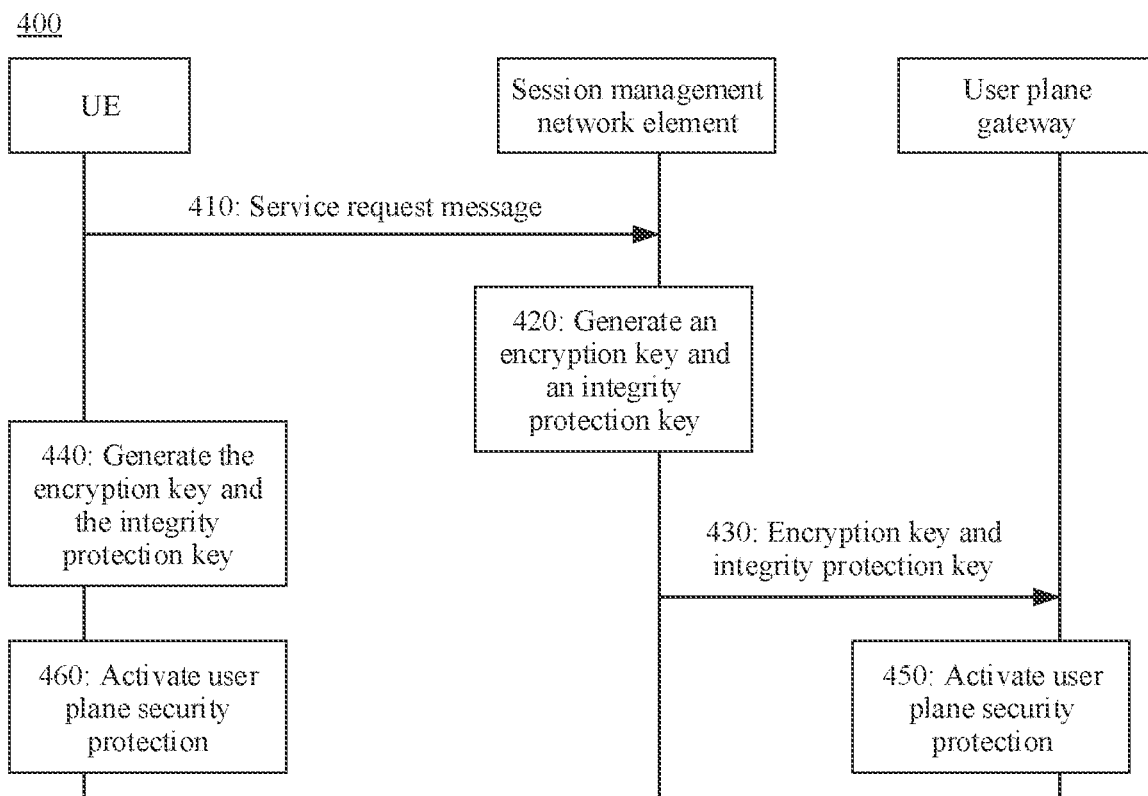 400
UE
Session management
network element
User plane
gateway
410: Service request message
420: Generate an
encryption key and
an integrity
protection key
440: Generate the
encryption key and
the integrity
protection key
430: Encryption key and
integrity protection key
460: Activate user
plane security
protection
450: Activate user
plane security
protection